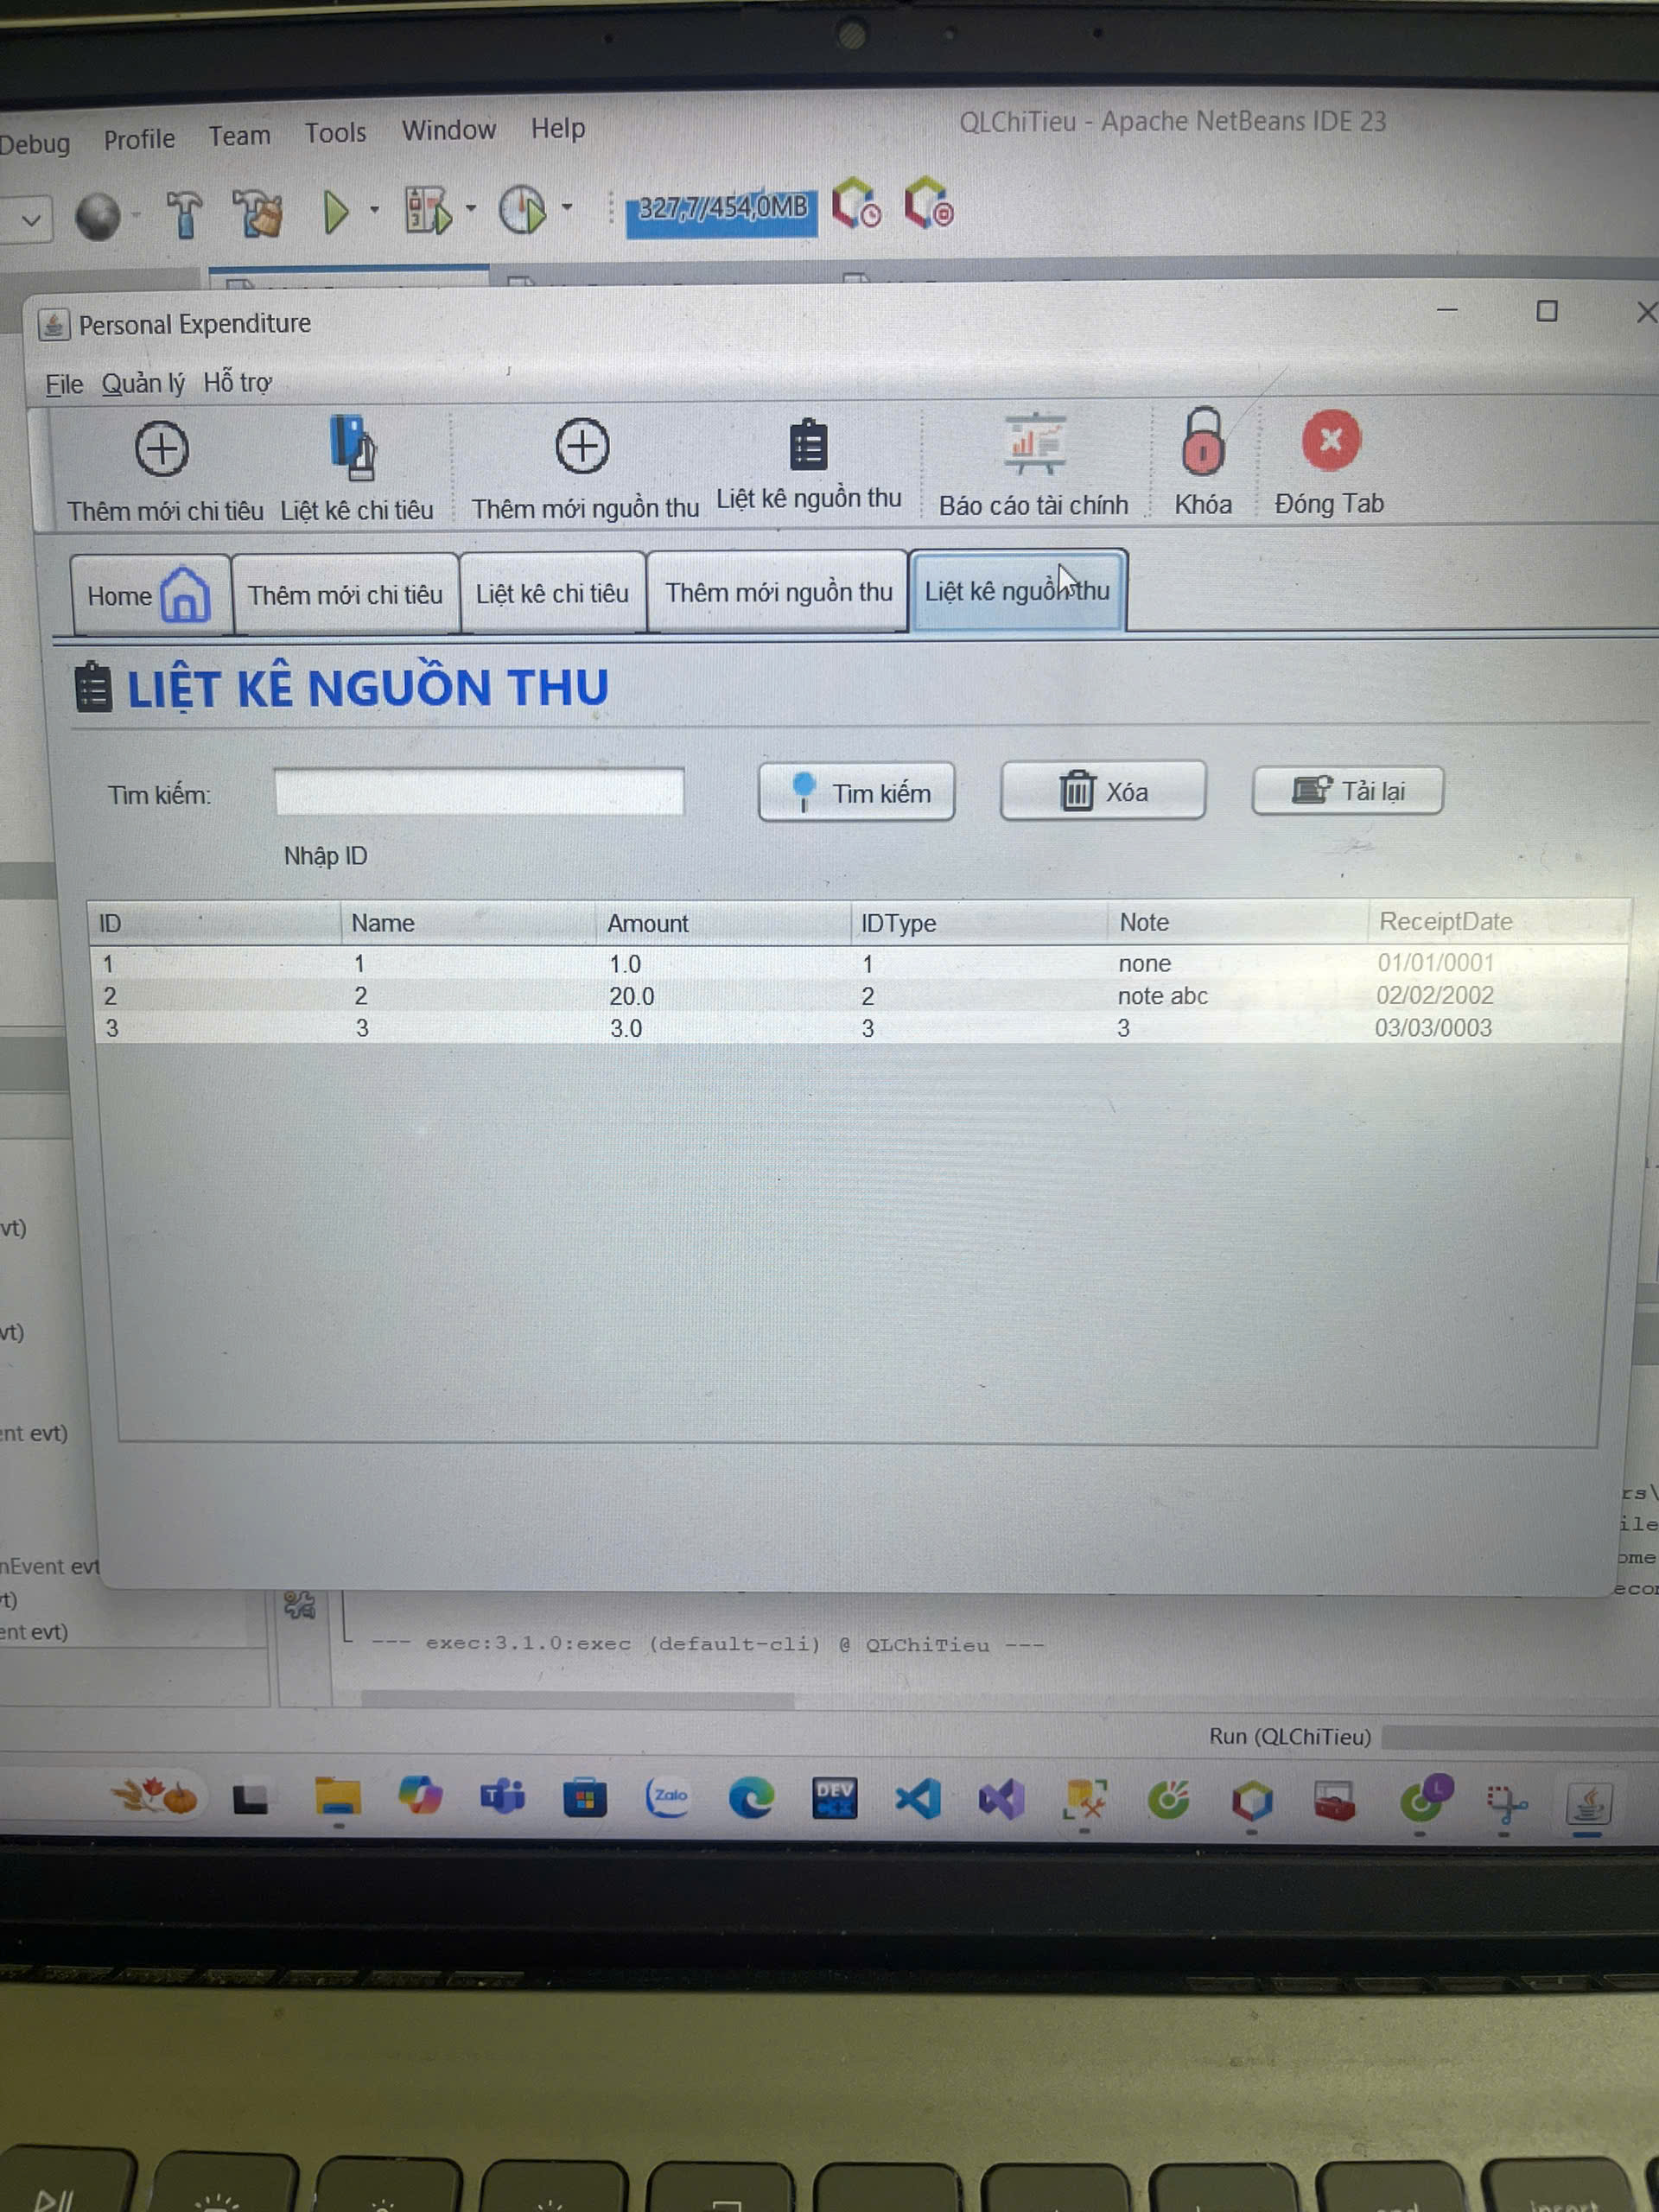 Debug Profile Team Tools Window Help QLChiTieu - Apache NetBeans IDE 23
327,7/454,0MB
Personal Expenditure
File Quản lý Hỗ trợ
Thêm mới chi tiêu Liệt kê chi tiêu Thêm mới nguồn thu Liệt kê nguồn thu Báo cáo tài chính Khóa Đóng Tab
Home Thêm mới chi tiêu Liệt kê chi tiêu Thêm mới nguồn thu Liệt kê nguồn thu
LIỆT KÊ NGUỒN THU
Tìm kiếm: Tìm kiếm Xóa Tải lại
Nhập ID
ID Name Amount IDType Note ReceiptDate
1 1 1.0 1 none 01/01/0001
2 2 20.0 2 note abc 02/02/2002
3 3 3.0 3 3 03/03/0003
vt)
vt)
ent evt)
rs\
ile
ome
nEvent evt
econ
t)
ent evt)
--- exec:3.1.0:exec (default-cli) @ QLChiTieu ---
Run (QLChiTieu)
Zalo
DEV
C++
L
insert